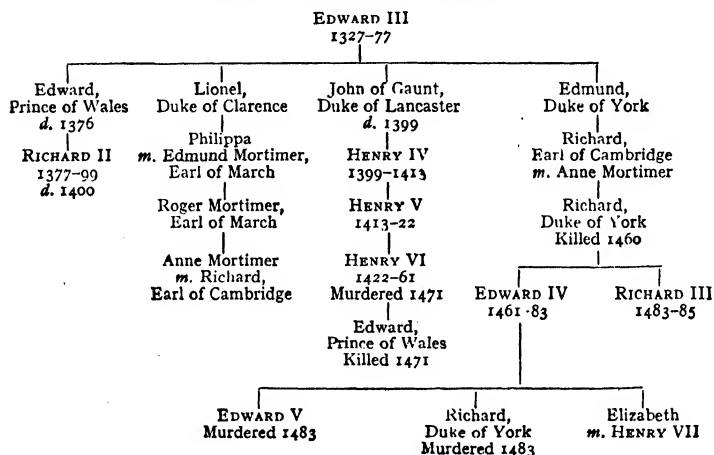 EDWARD III
1327–77
Edward,
Prince of Wales
d. 1376
RICHARD II
1377–99
d. 1400
Lionel,
Duke of Clarence
Philippa
m. Edmund Mortimer,
Earl of March
Roger Mortimer,
Earl of March
Anne Mortimer
m. Richard,
Earl of Cambridge
John of Gaunt,
Duke of Lancaster
d. 1399
HENRY IV
1399–1413
HENRY V
1413–22
HENRY VI
1422–61
Murdered 1471
Edward,
Prince of Wales
Killed 1471
Edmund,
Duke of York
Richard,
Earl of Cambridge
m. Anne Mortimer
Richard,
Duke of York
Killed 1460
EDWARD IV
1461·83
RICHARD III
1483–85
EDWARD V
Murdered 1483
Richard,
Duke of York
Murdered 1483
Elizabeth
m. HENRY VII